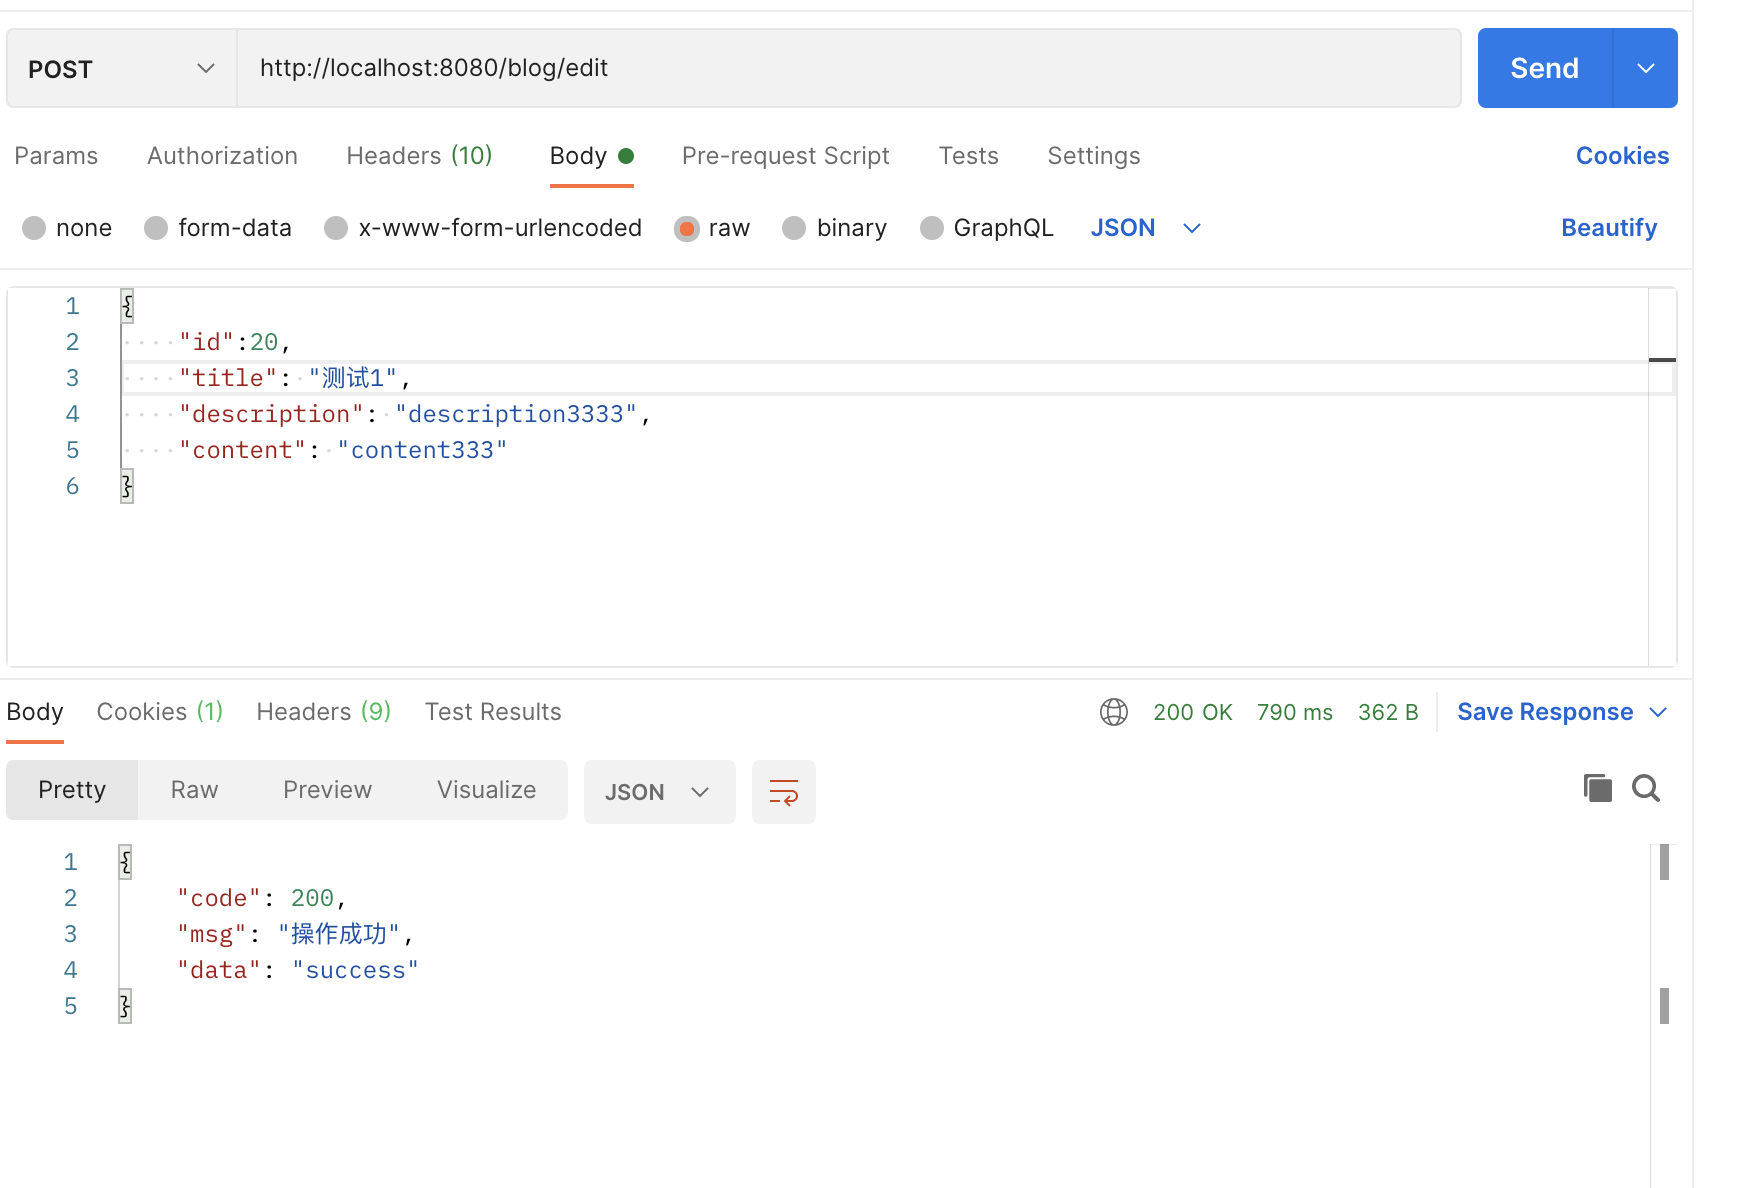 POST http://localhost:8080/blog/edit Send
Params Authorization Headers (10) Body Pre-request Script Tests Settings Cookies
none form-data x-www-form-urlencoded raw binary GraphQL JSON Beautify
1 {
2 "id":20,
3 "title": "测试1",
4 "description": "description3333",
5 "content": "content333"
6 }
Body Cookies (1) Headers (9) Test Results 200 OK 790 ms 362 B Save Response
Pretty Raw Preview Visualize JSON
1 {
2 "code": 200,
3 "msg": "操作成功",
4 "data": "success"
5 }